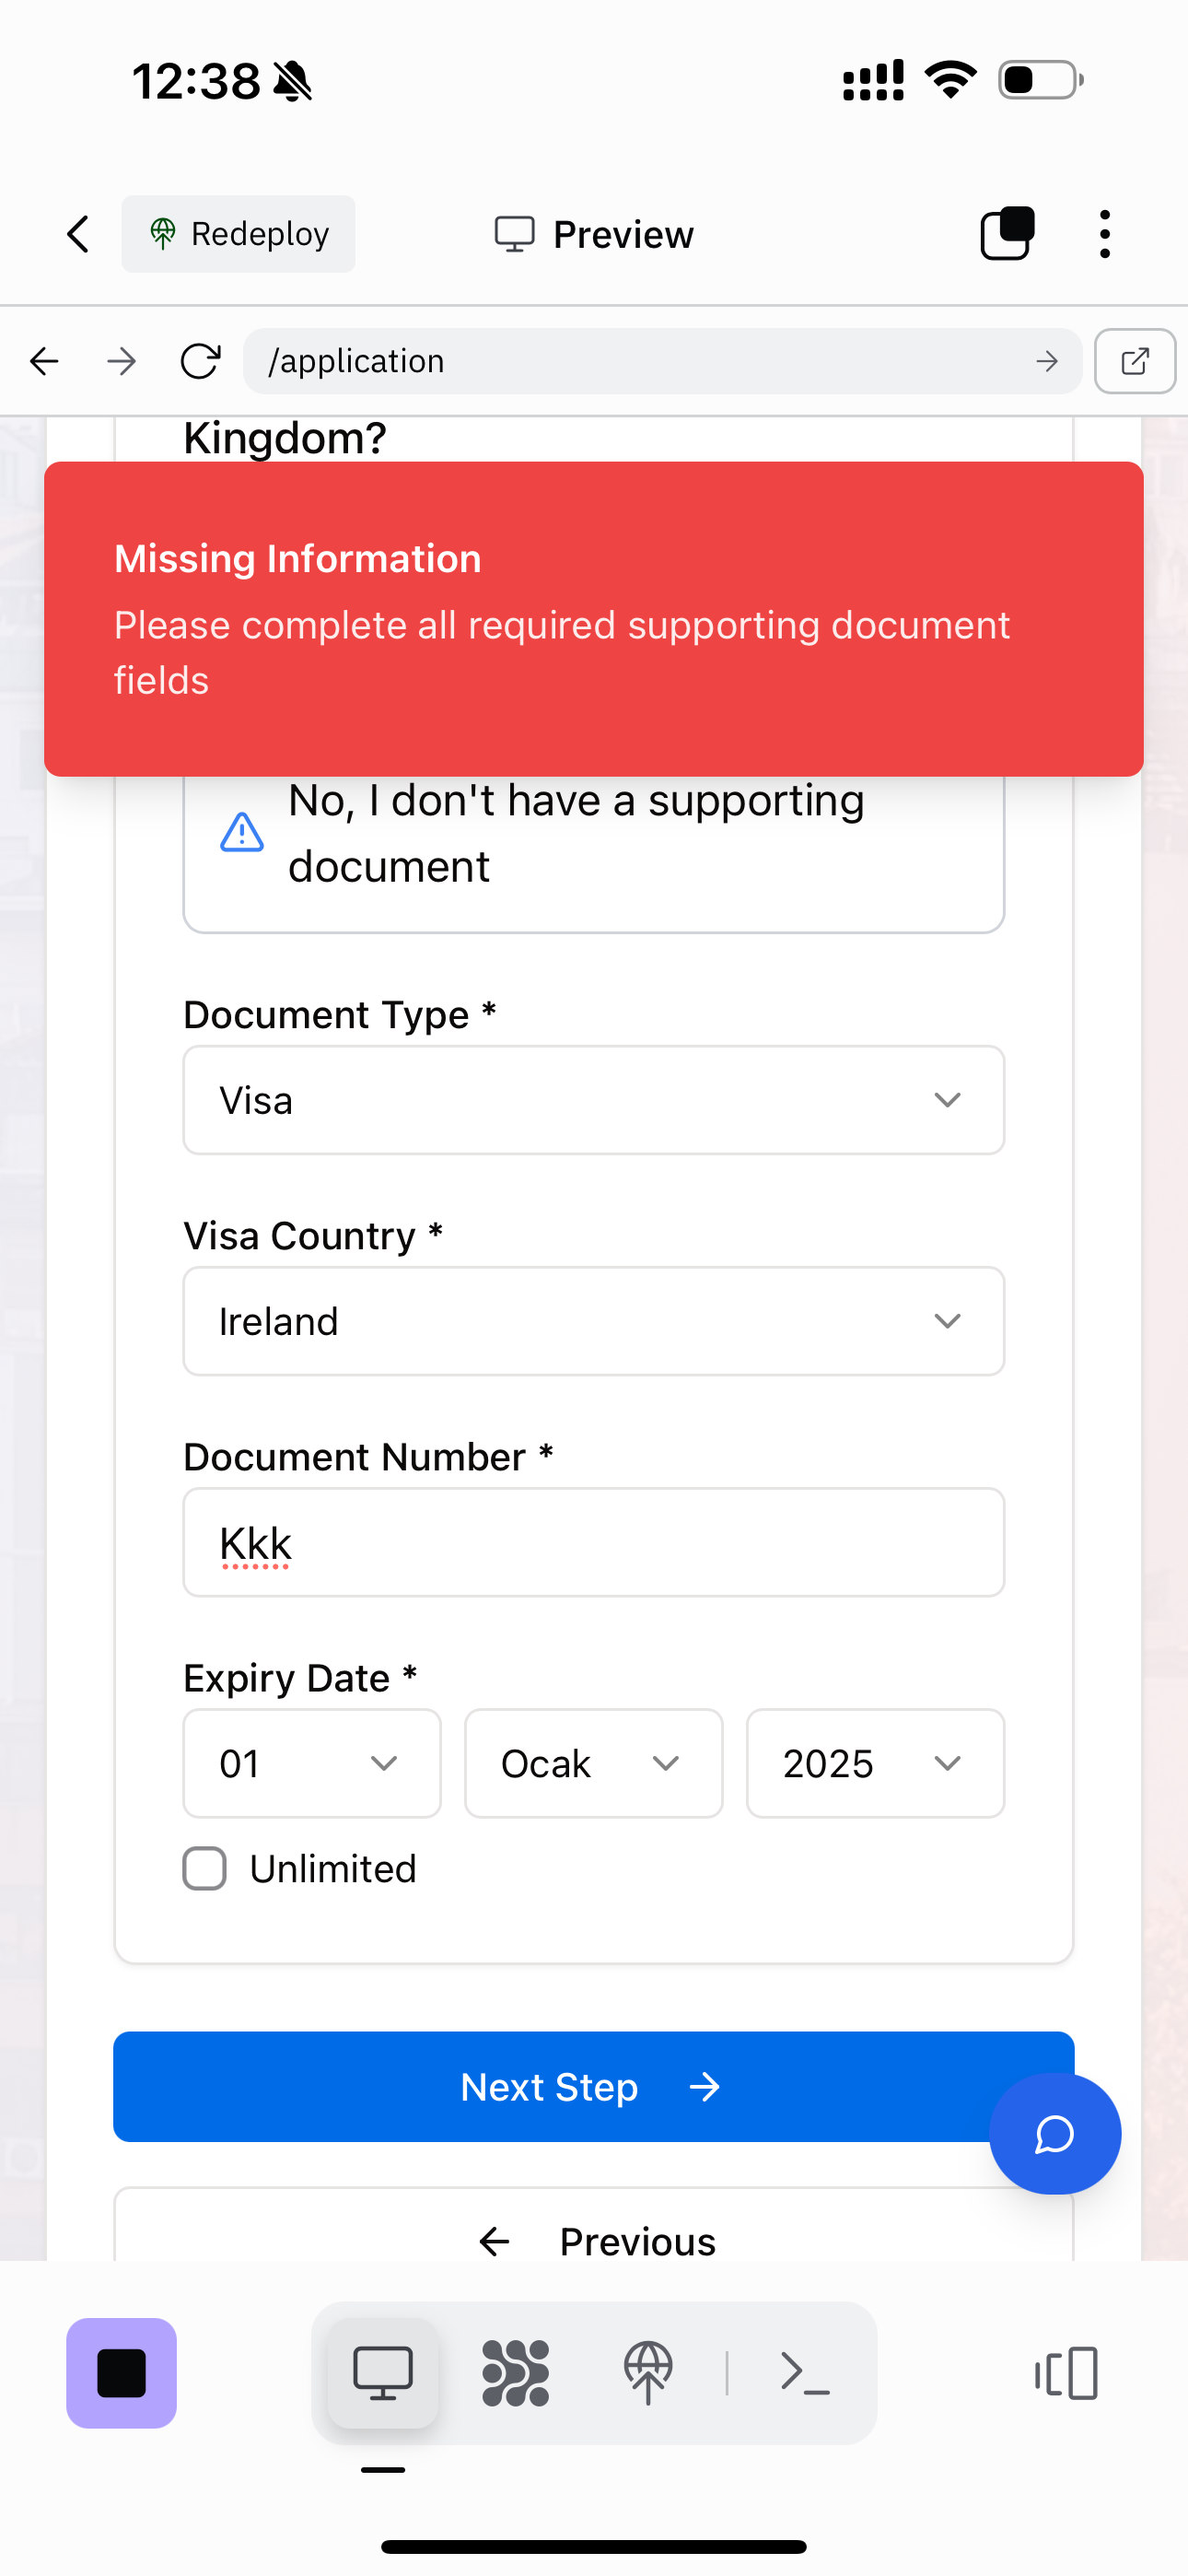 12:38
Redeploy
Preview
/application
Kingdom?
Missing Information
Please complete all required supporting document
fields
No, I don't have a supporting
document
Document Type *
Visa
Visa Country *
Ireland
Document Number *
Kkk
Expiry Date *
01
Ocak
2025
Unlimited
Next Step
Previous